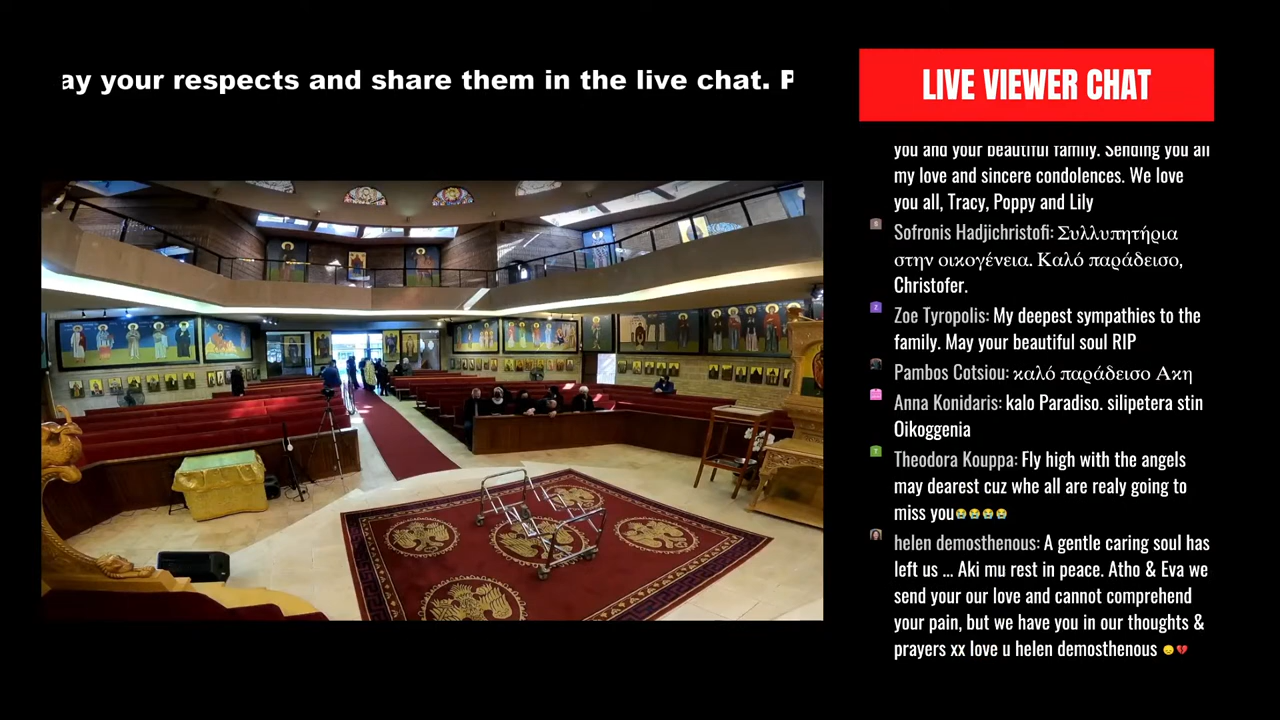 ay your respects and share them in the live chat. P
LIVE VIEWER CHAT
you and your beautiful family. Sending you all
my love and sincere condolences. We love
you all, Tracy, Poppy and Lily
Sofronis Hadjichristofi: Συλλυπητήρια
στην οικογένεια. Καλό παράδεισο,
Christofer.
Zoe Tyropolis: My deepest sympathies to the
family. May your beautiful soul RIP
Pambos Cotsiou: καλό παράδεισο Ακη
Anna Konidaris: kalo Paradiso. silipetera stin
Oikoggenia
Theodora Kouppa: Fly high with the angels
may dearest cuz whe all are realy going to
miss you😭😭😭😭
helen demosthenous: A gentle caring soul has
left us ... Aki mu rest in peace. Atho & Eva we
send your our love and cannot comprehend
your pain, but we have you in our thoughts &
prayers xx love u helen demosthenous 😞💔